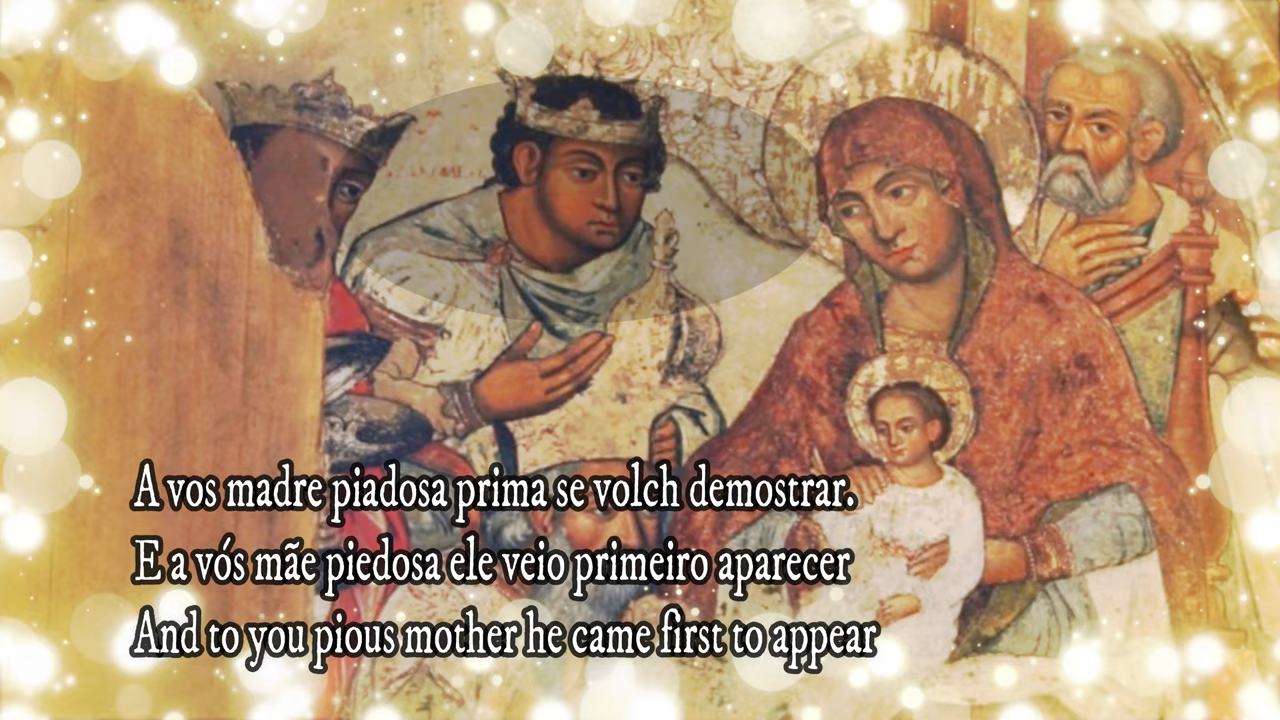 A vos madre piadosa prima se volch demostrar.
E a vós mãe piedosa ele veio primeiro aparecer
And to you pious mother he came first to appear